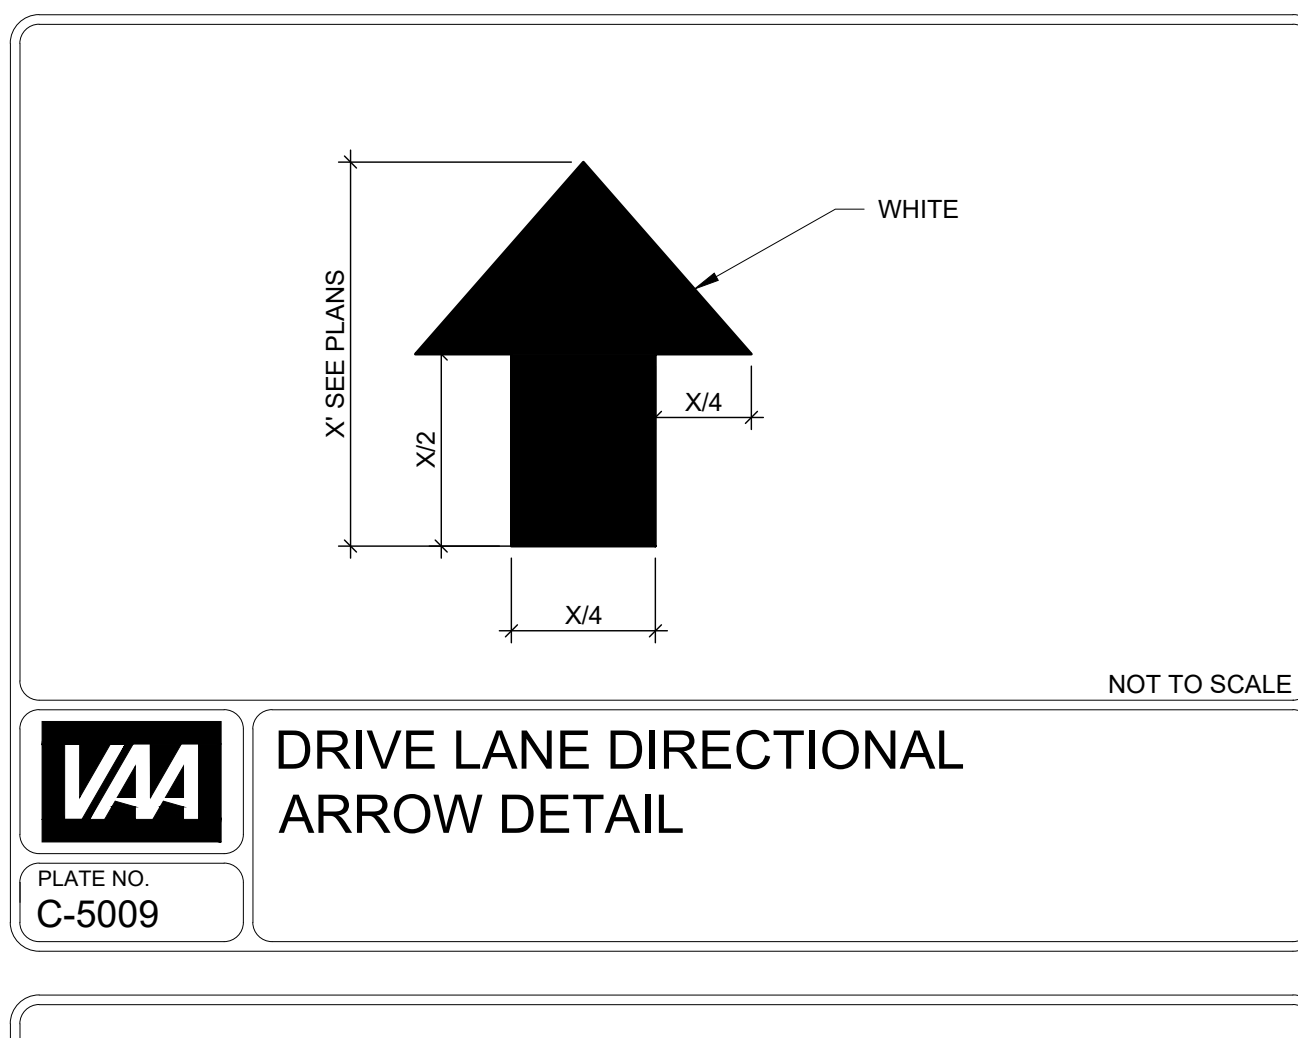 WHITE
X' SEE PLANS
X/4
X/2
X/4
NOT TO SCALE
VAA
DRIVE LANE DIRECTIONAL
ARROW DETAIL
PLATE NO.
C-5009